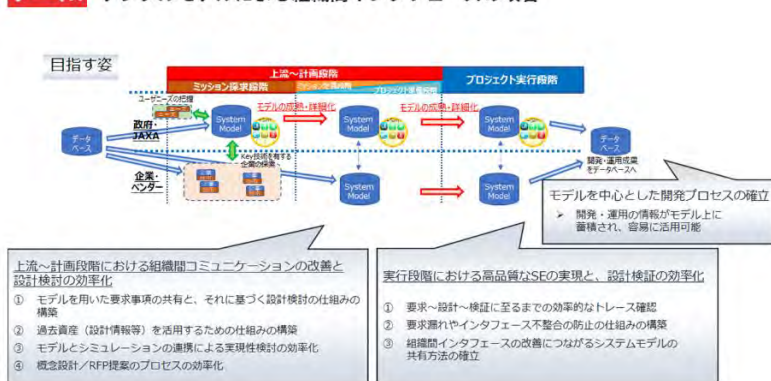 目指す姿
上流～計画段階
プロジェクト実行段階
ミッション探求段階
ユーザニーズの把握
ニーズ
政府・
JAXA
System
Model
モデルの成熟・詳細化
System
Model
モデルの成熟・詳細化
System
Model
データ
ベース
データ
ベース
Key技術を有する
企業の探索
開発・運用成果
をデータベースへ
企業・
ベンダー
System
Model
System
Model
モデルを中心とした開発プロセスの確立
➢ 開発・運用の情報がモデル上に
蓄積され、容易に活用可能
上流～計画段階における組織間コミュニケーションの改善と
設計検討の効率化
① モデルを用いた要求事項の共有と、それに基づく設計検討の仕組みの
構築
② 過去資産（設計情報等）を活用するための仕組みの構築
③ モデルとシミュレーションの連携による実現性検討の効率化
④ 概念設計／RFP提案のプロセスの効率化
実行段階における高品質なSEの実現と、設計検証の効率化
① 要求～設計～検証に至るまでの効率的なトレース確認
② 要求漏れやインタフェース不整合の防止の仕組みの構築
③ 組織間インタフェースの改善につながるシステムモデルの
共有方法の確立